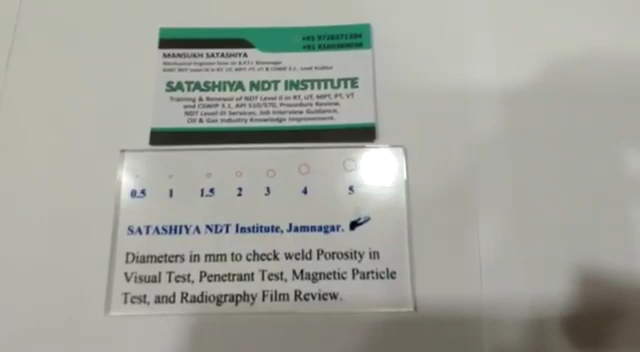 MANSUKH SATASHIYA
SATASHIYA NDT INSTITUTE
Training & Renewal of NDT Level II in RT, UT, MPT, PT, VT
and CSWIP 3.1, API 510/570, Procedure Review,
NDT Level-III Services, Job Interview Guidance,
Oil & Gas Industry Knowledge Improvement.
0.5 1 1.5 2 3 4 5
SATASHIYA NDT Institute, Jamnagar.
Diameters in mm to check weld Porosity in
Visual Test, Penetrant Test, Magnetic Particle
Test, and Radiography Film Review.